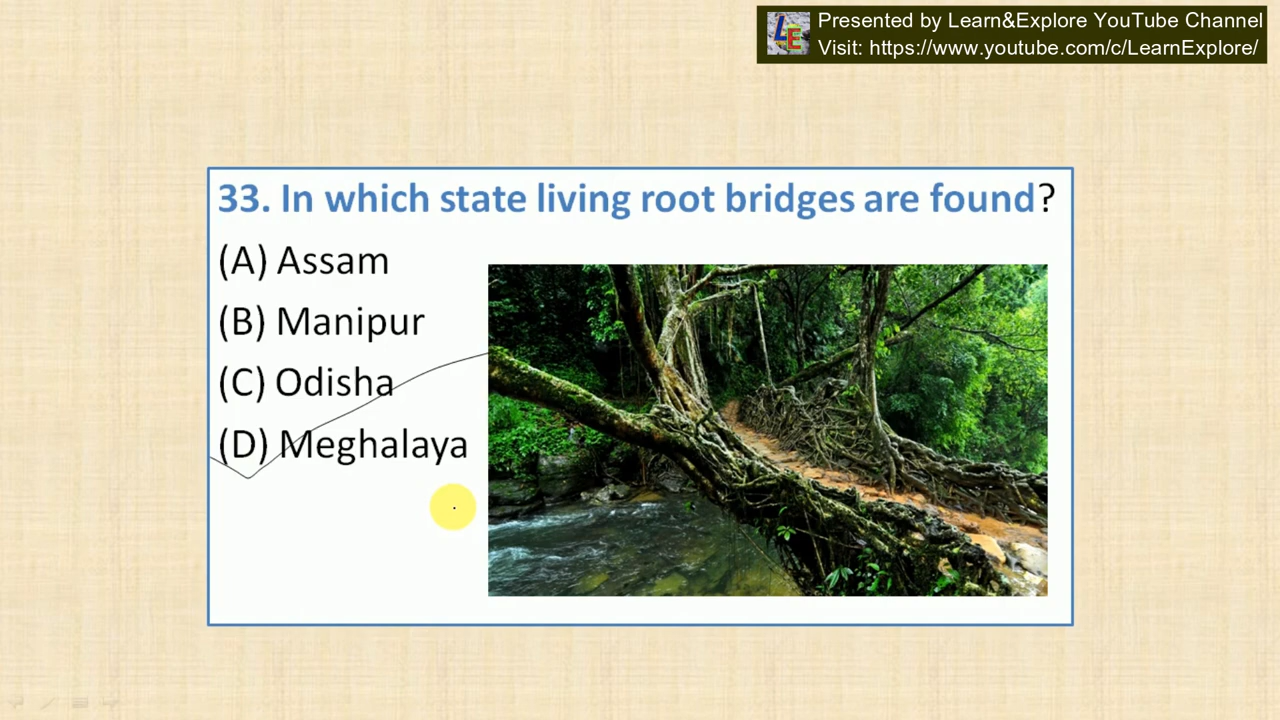 Presented by Learn&Explore YouTube Channel
Visit: https://www.youtube.com/c/LearnExplore/
LE
33. In which state living root bridges are found?
(A) Assam
(B) Manipur
(C) Odisha
(D) Meghalaya